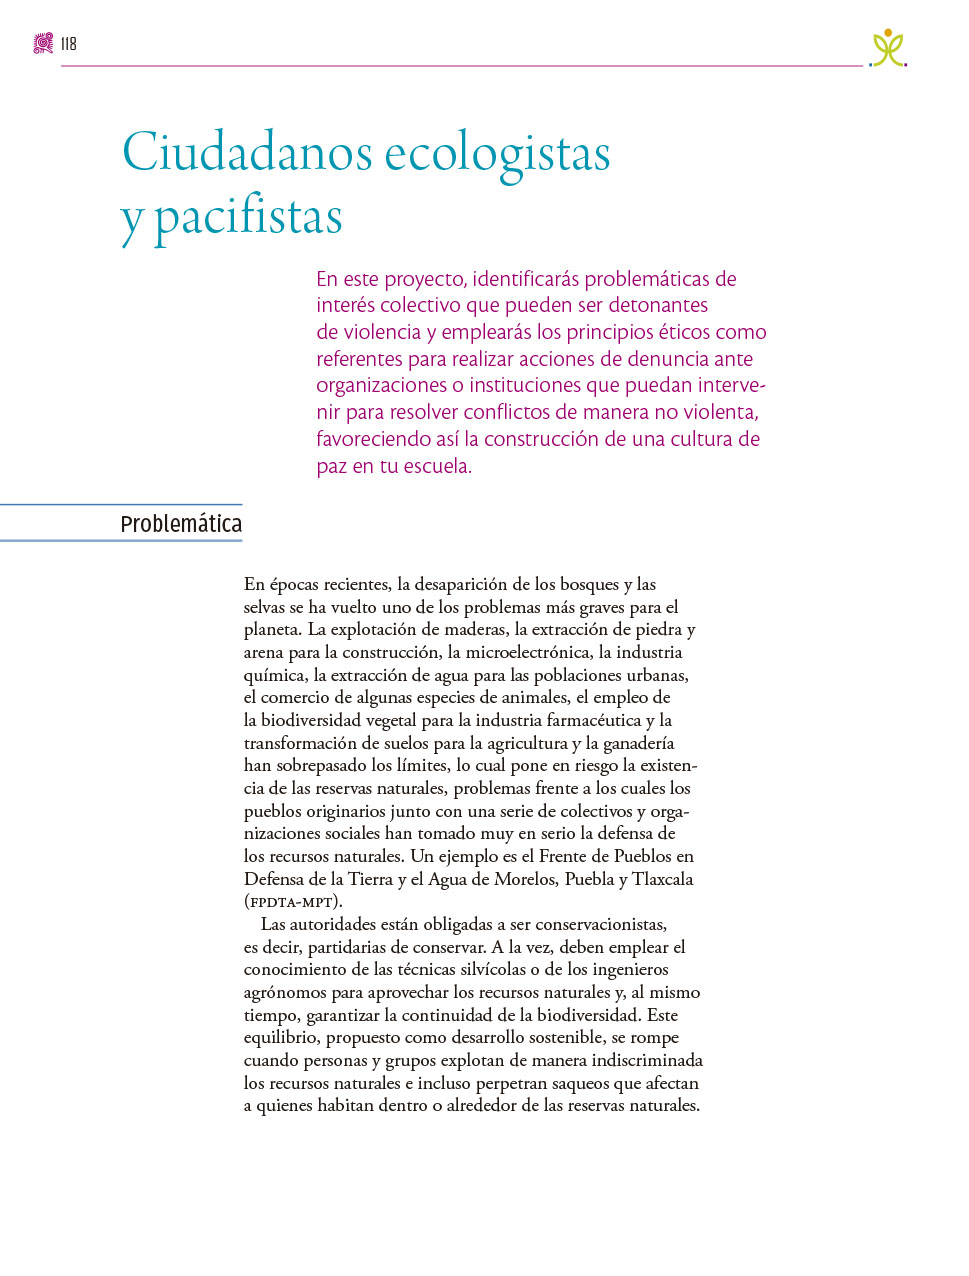 118
Ciudadanos ecologistas
y pacifistas
En este proyecto, identificarás problemáticas de
interés colectivo que pueden ser detonantes
de violencia y emplearás los principios éticos como
referentes para realizar acciones de denuncia ante
organizaciones o instituciones que puedan interve-
nir para resolver conflictos de manera no violenta,
favoreciendo así la construcción de una cultura de
paz en tu escuela.
Problemática
En épocas recientes, la desaparición de los bosques y las
selvas se ha vuelto uno de los problemas más graves para el
planeta. La explotación de maderas, la extracción de piedra y
arena para la construcción, la microelectrónica, la industria
química, la extracción de agua para las poblaciones urbanas,
el comercio de algunas especies de animales, el empleo de
la biodiversidad vegetal para la industria farmacéutica y la
transformación de suelos para la agricultura y la ganadería
han sobrepasado los límites, lo cual pone en riesgo la existen-
cia de las reservas naturales, problemas frente a los cuales los
pueblos originarios junto con una serie de colectivos y orga-
nizaciones sociales han tomado muy en serio la defensa de
los recursos naturales. Un ejemplo es el Frente de Pueblos en
Defensa de la Tierra y el Agua de Morelos, Puebla y Tlaxcala
(FPDTA-MPT).
Las autoridades están obligadas a ser conservacionistas,
es decir, partidarias de conservar. A la vez, deben emplear el
conocimiento de las técnicas silvícolas o de los ingenieros
agrónomos para aprovechar los recursos naturales y, al mismo
tiempo, garantizar la continuidad de la biodiversidad. Este
equilibrio, propuesto como desarrollo sostenible, se rompe
cuando personas y grupos explotan de manera indiscriminada
los recursos naturales e incluso perpetran saqueos que afectan
a quienes habitan dentro o alrededor de las reservas naturales.